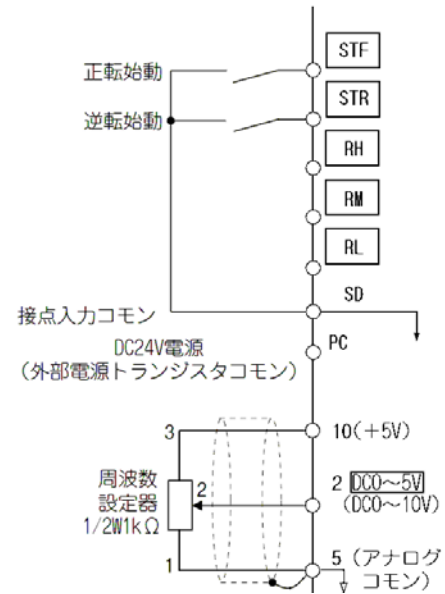 STF
正転始動
STR
逆転始動
RH
RM
RL
SD
接点入力コモン
DC24V電源
(外部電源トランジスタコモン)
PC
3
10(+5V)
周波数
設定器
1/2W1kΩ
2
2 DC0~5V
(DC0~10V)
1
5 (アナログ
コモン)